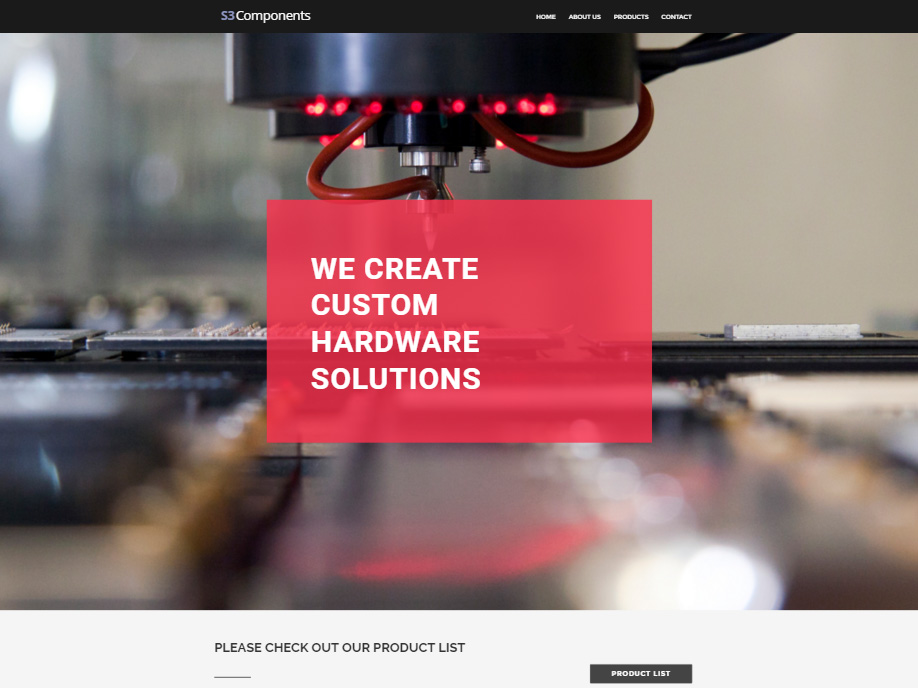 S3Components
HOME ABOUT US PRODUCTS CONTACT
WE CREATE
CUSTOM
HARDWARE
SOLUTIONS
PLEASE CHECK OUT OUR PRODUCT LIST
PRODUCT LIST